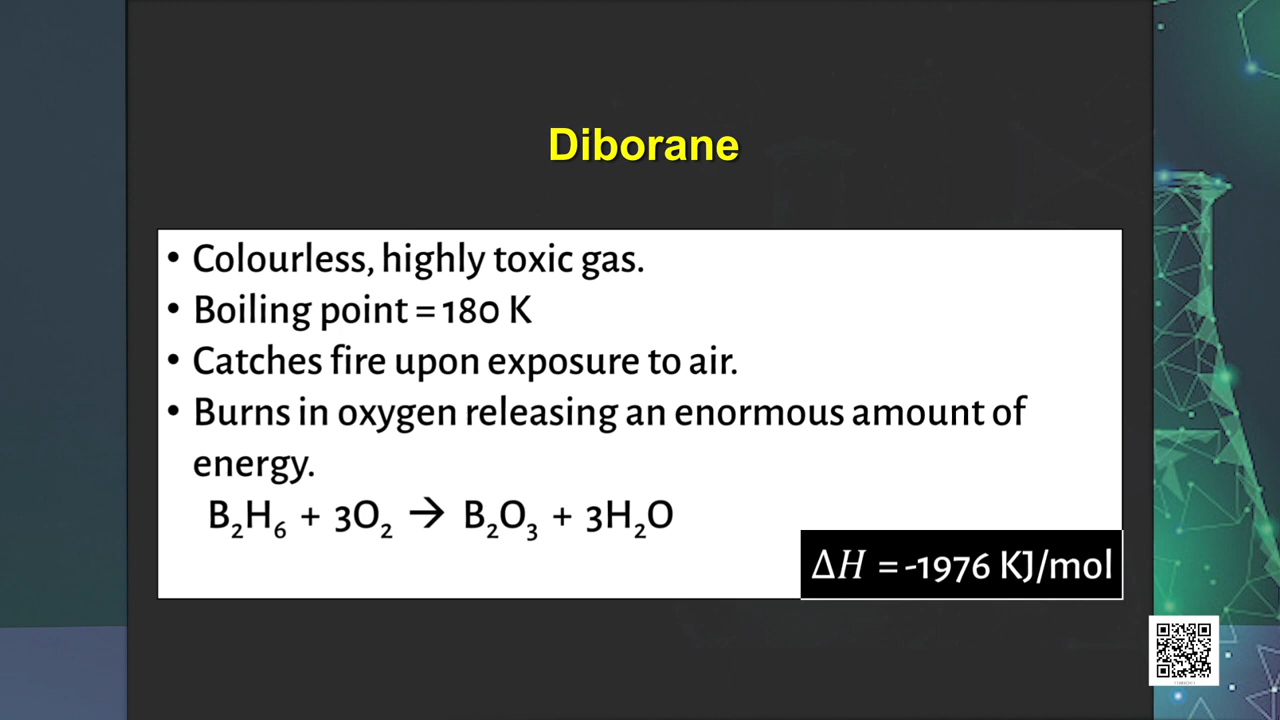 Diborane
• Colourless, highly toxic gas.
• Boiling point = 180 K
• Catches fire upon exposure to air.
• Burns in oxygen releasing an enormous amount of
energy.
B₂H₆ + 3O₂ → B₂O₃ + 3H₂O
ΔH = -1976 KJ/mol